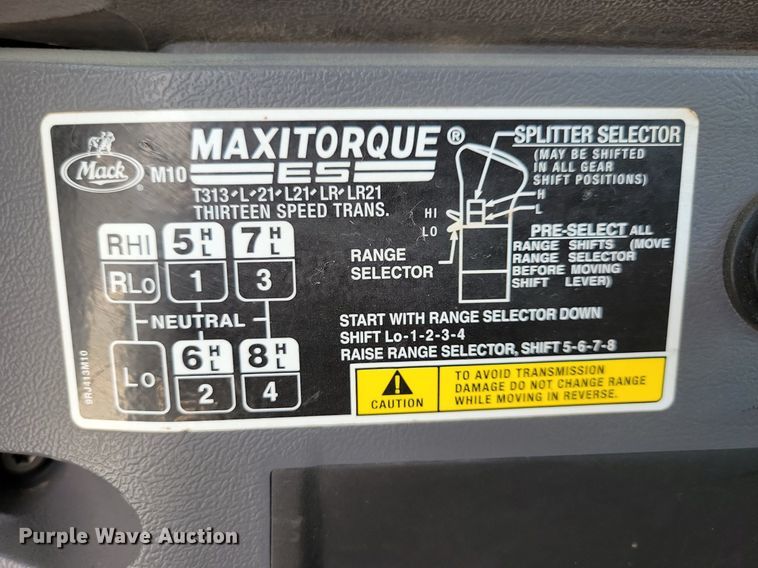 Mack
M10
MAXITORQUE®
ES
T313, L, 21, L21, LR, LR21
THIRTEEN SPEED TRANS.
SPLITTER SELECTOR
(MAY BE SHIFTED
IN ALL GEAR
SHIFT POSITIONS)
H
L
HI
LO
RANGE
SELECTOR
PRE-SELECT ALL
RANGE SHIFTS (MOVE
RANGE SELECTOR
BEFORE MOVING
SHIFT LEVER)
RHI 5 H L 7 H L
RLO 1 3
NEUTRAL
LO 6 H L 8 H L
2 4
START WITH RANGE SELECTOR DOWN
SHIFT LO-1-2-3-4
RAISE RANGE SELECTOR, SHIFT 5-6-7-8
CAUTION
TO AVOID TRANSMISSION
DAMAGE DO NOT CHANGE RANGE
WHILE MOVING IN REVERSE.
9RJ413M10
Purple Wave Auction